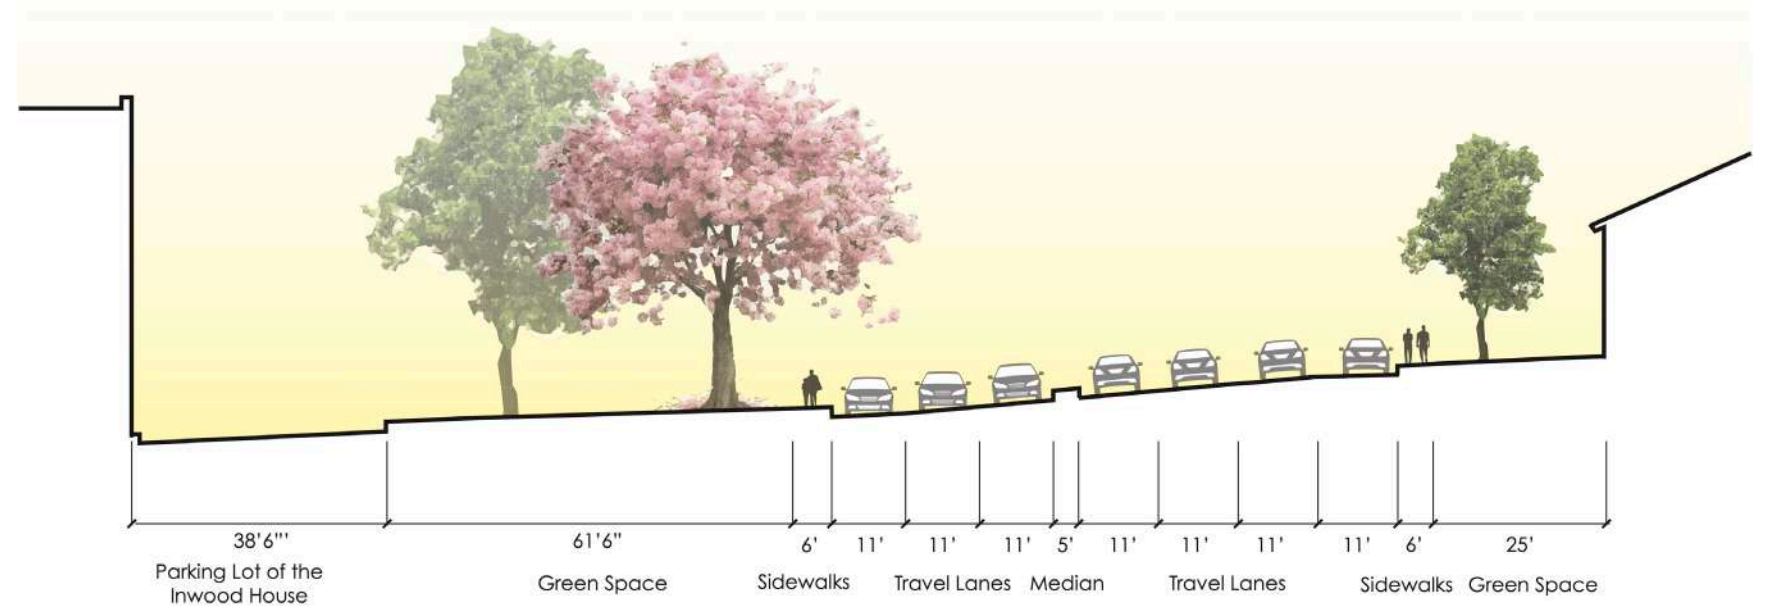 38'6"'
61'6"
6'
11'
11'
11'
5'
11'
11'
11'
11'
6'
25'
Parking Lot of the
Inwood House
Green Space
Sidewalks
Travel Lanes
Median
Travel Lanes
Sidewalks
Green Space